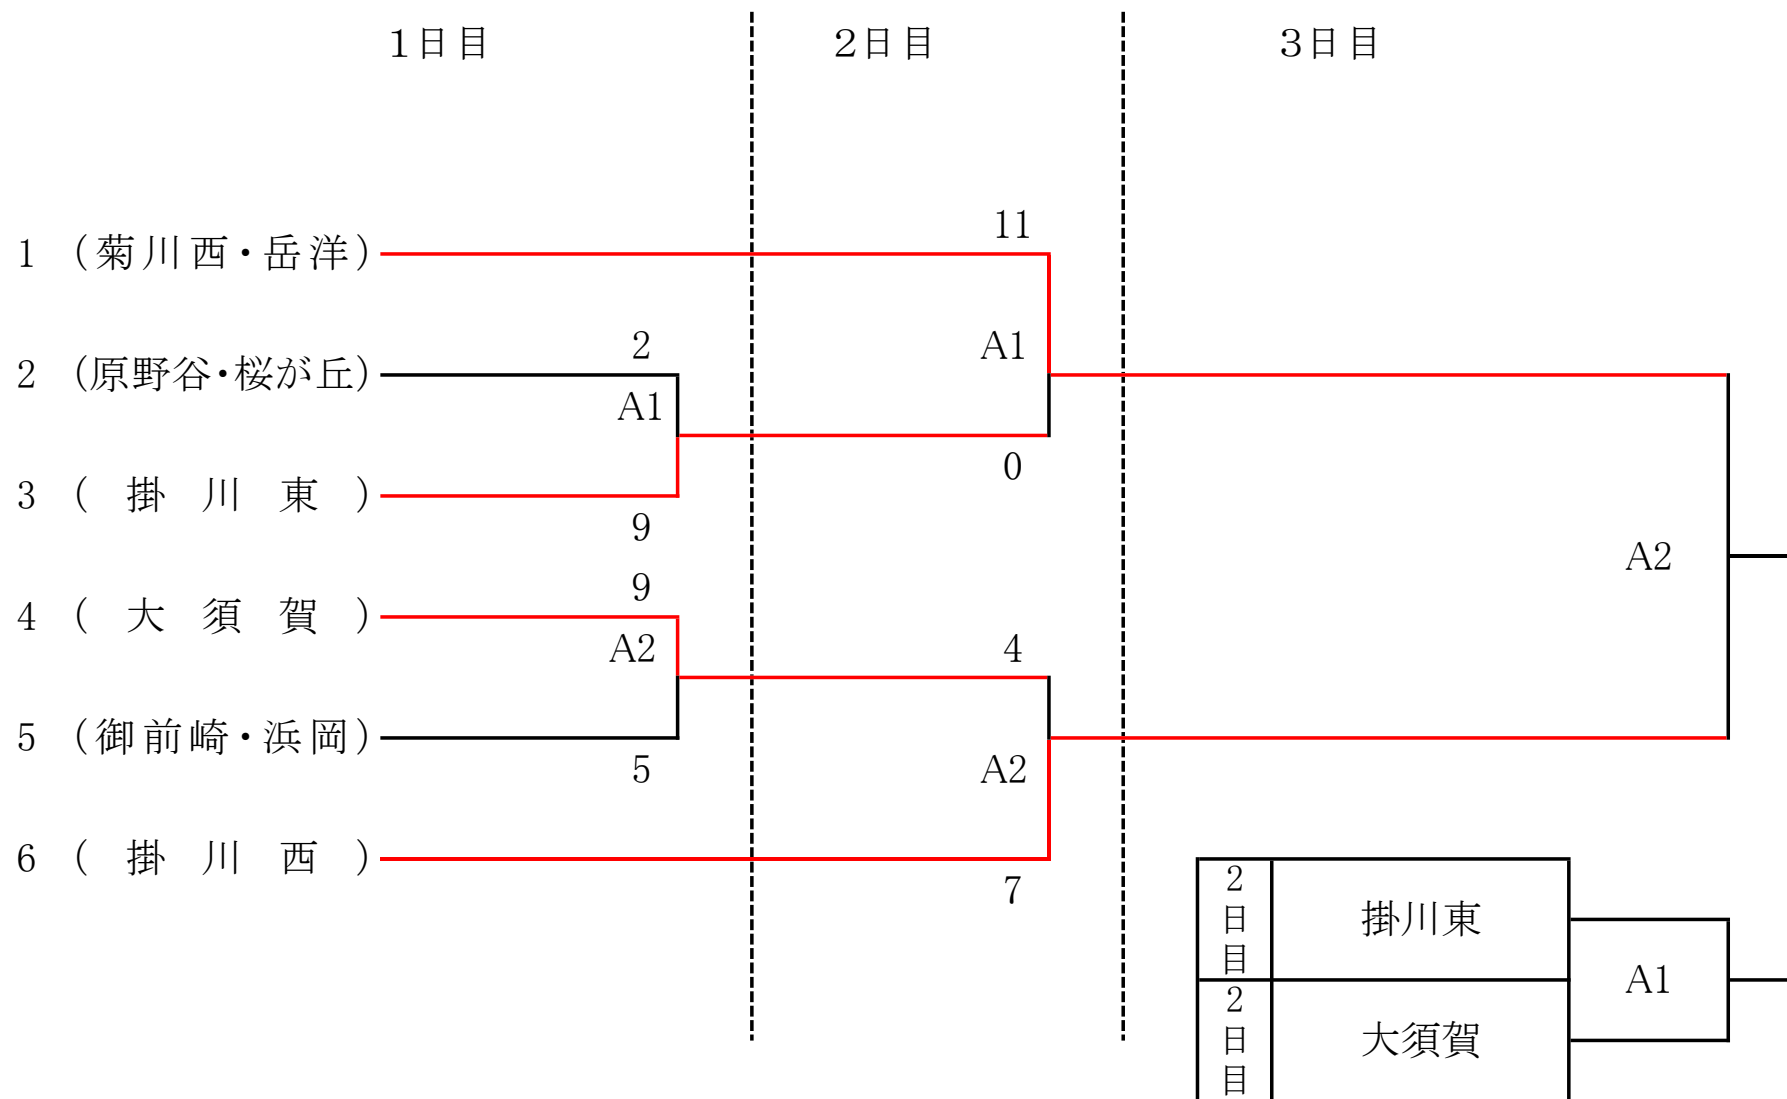 1日目 2日目 3日目
11
1 (菊川西・岳洋)
2
A1
2 (原野谷・桜が丘)
A1
0
3 (掛川東)
9
9
A2
4 (大須賀)
A2
4
5 (御前崎・浜岡)
5
A2
6 (掛川西)
7
2日目 掛川東
A1
2日目 大須賀